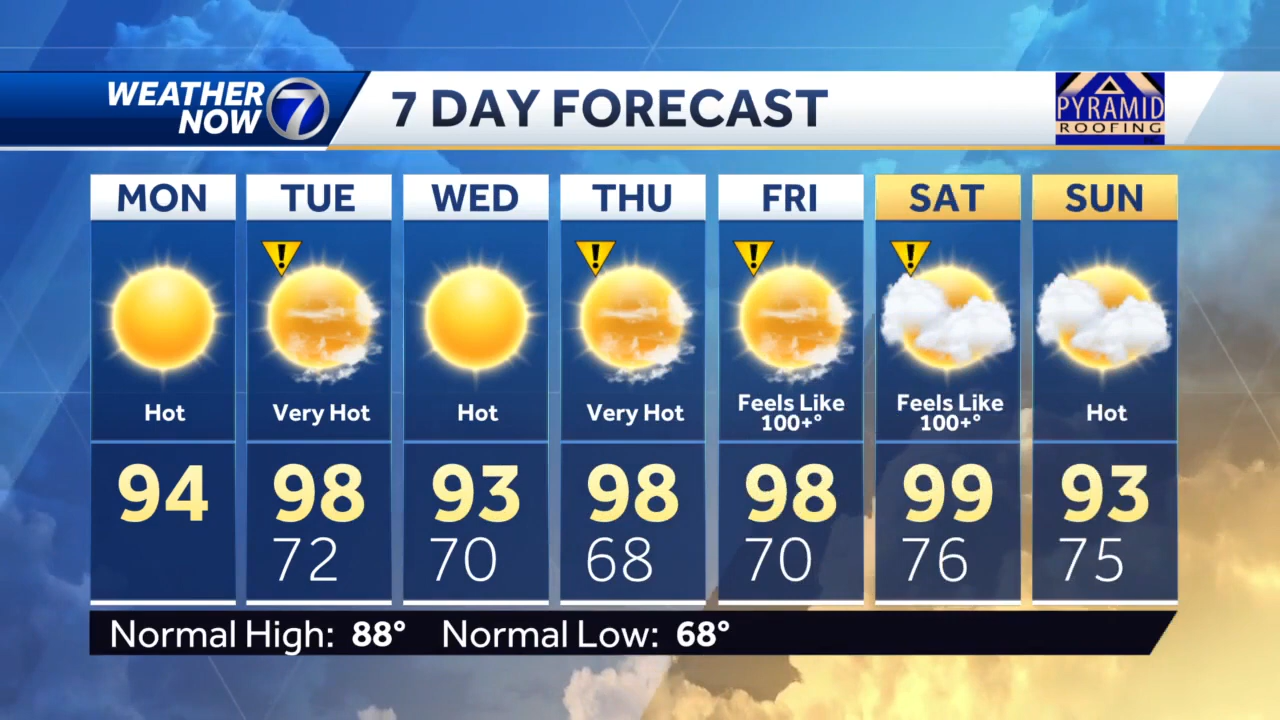 WEATHER
NOW 7
7 DAY FORECAST
PYRAMID
ROOFING
MON TUE WED THU FRI SAT SUN
! ! ! !
Hot Very Hot Hot Very Hot Feels Like Feels Like Hot
100+° 100+°
94 98 93 98 98 99 93
72 70 68 70 76 75
Normal High: 88° Normal Low: 68°